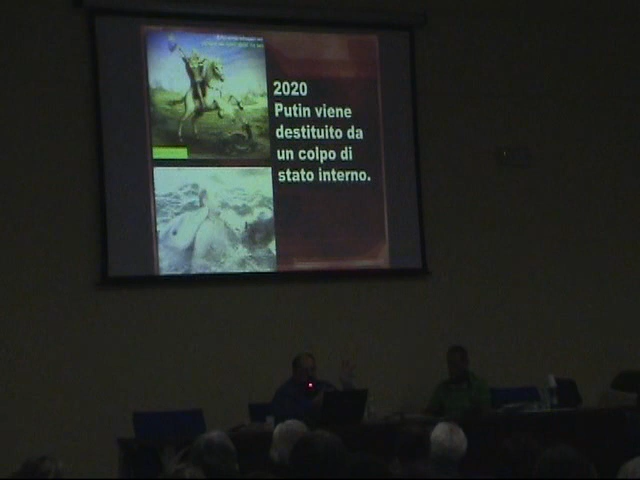 2020
Putin viene
destituito da
un colpo di
stato interno.